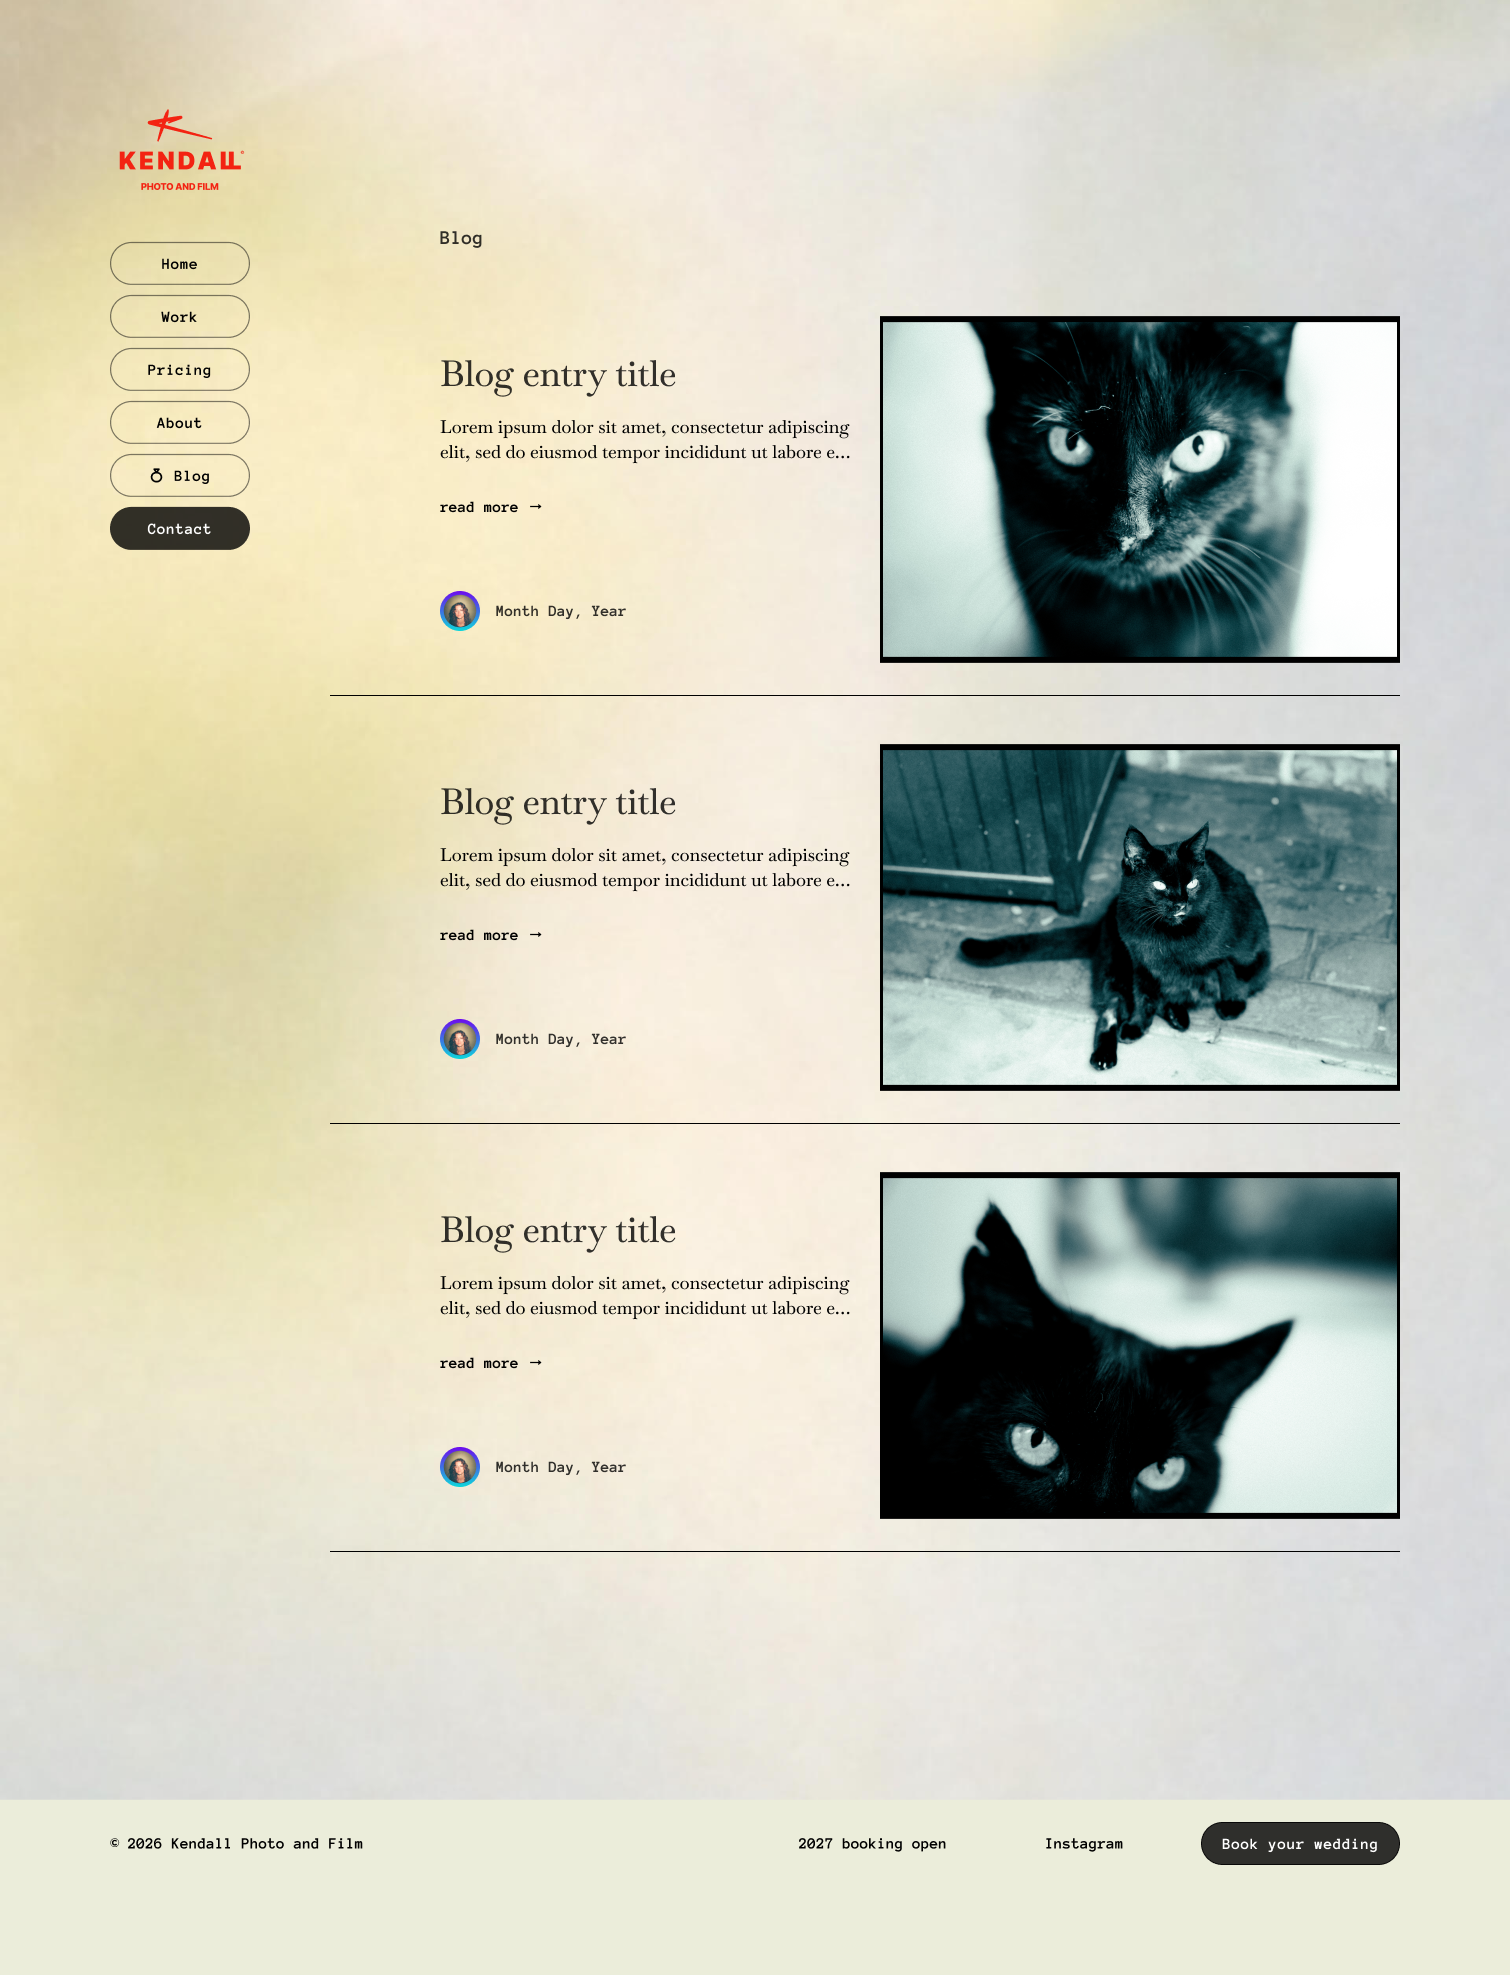 KENDALL®
PHOTO AND FILM
Home
Work
Pricing
About
Blog
Contact
Blog
Blog entry title
Lorem ipsum dolor sit amet, consectetur adipiscing
elit, sed do eiusmod tempor incididunt ut labore e...
read more →
Month Day, Year
Blog entry title
Lorem ipsum dolor sit amet, consectetur adipiscing
elit, sed do eiusmod tempor incididunt ut labore e...
read more →
Month Day, Year
Blog entry title
Lorem ipsum dolor sit amet, consectetur adipiscing
elit, sed do eiusmod tempor incididunt ut labore e...
read more →
Month Day, Year
© 2026 Kendall Photo and Film
2027 booking open
Instagram
Book your wedding